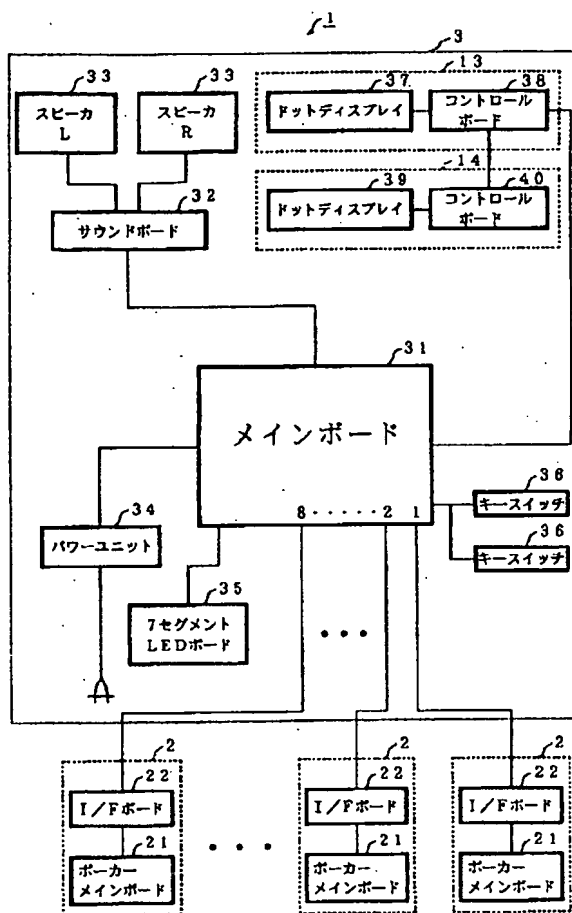 1
3
33
33
スピーカ
L
スピーカ
R
32
サウンドボード
13
37
38
ドットディスプレイ
コントロール
ボード
14
39
40
ドットディスプレイ
コントロール
ボード
31
メインボード
8・・・・・2 1
34
パワーユニット
35
7セグメント
LEDボード
36
キースイッチ
36
キースイッチ
・・・
2
22
I/Fボード
21
ポーカー
メインボード
・・・
2
22
I/Fボード
21
ポーカー
メインボード
2
22
I/Fボード
21
ポーカー
メインボード